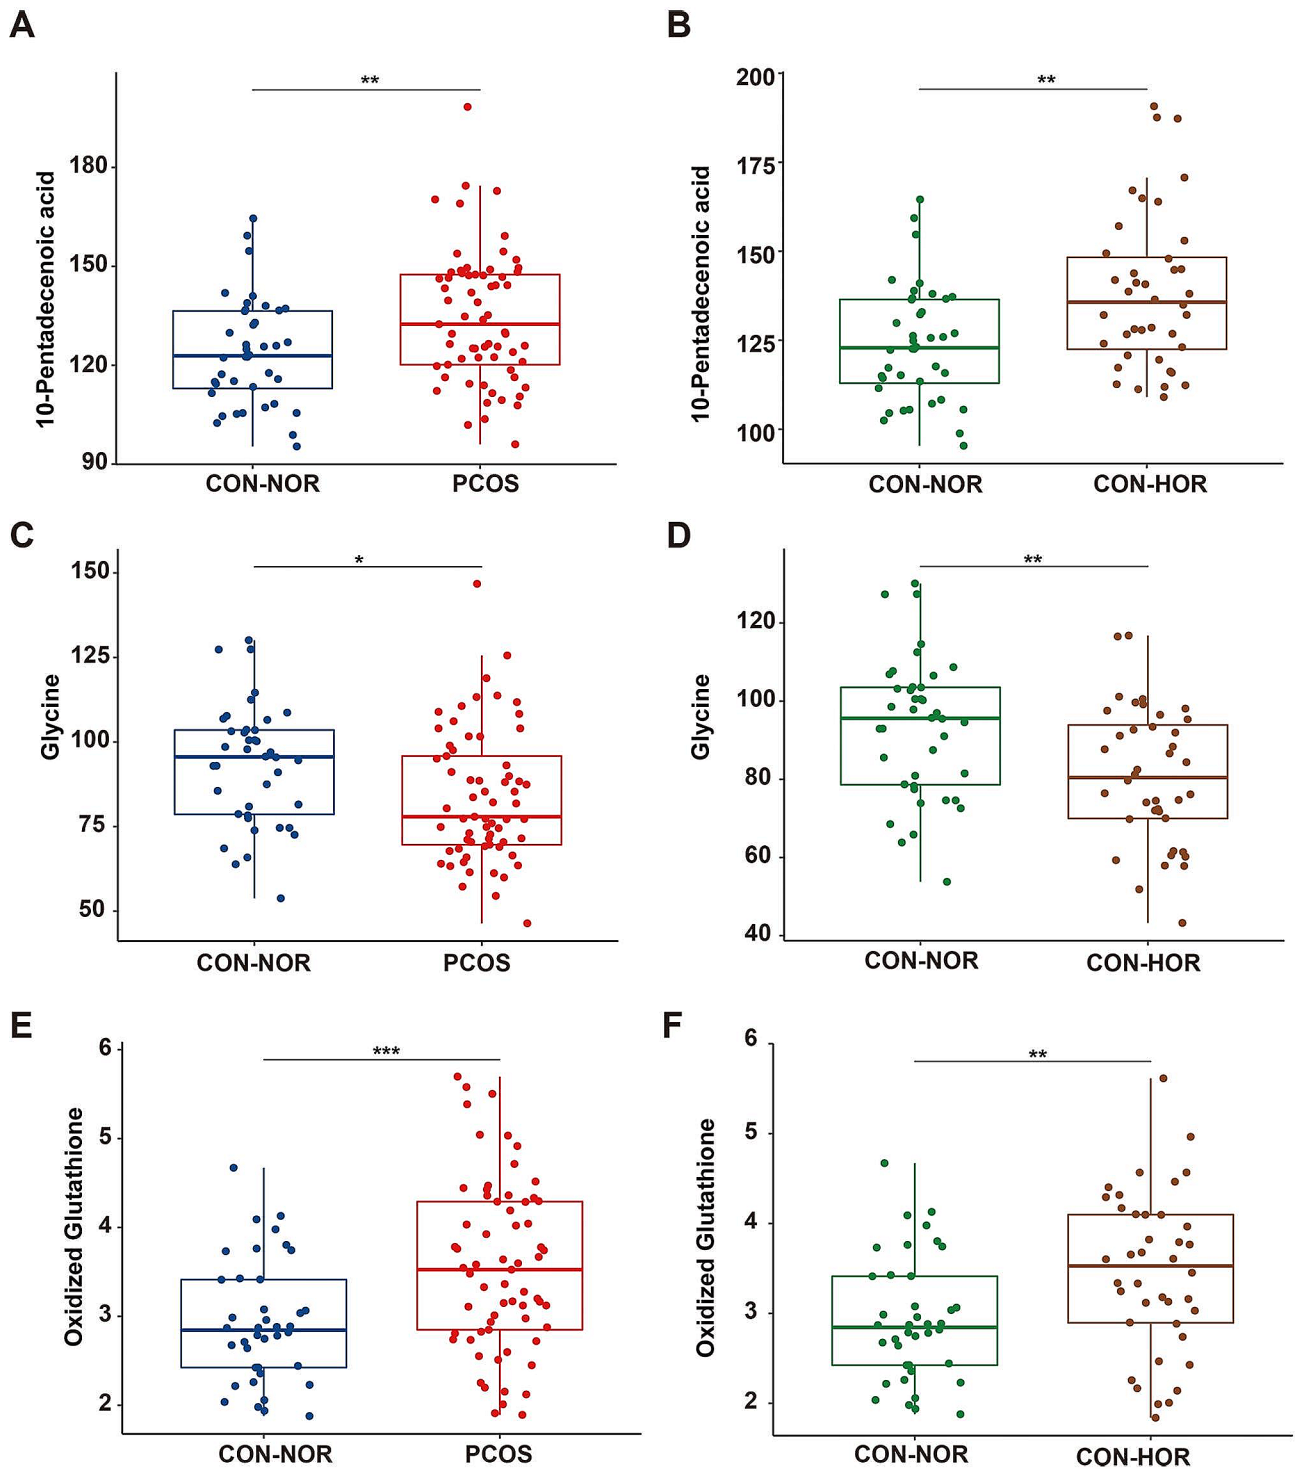 A
**
10-Pentadecenoic acid
180
150
120
90
CON-NOR
PCOS
B
**
10-Pentadecenoic acid
200
175
150
125
100
CON-NOR
CON-HOR
C
*
Glycine
150
125
100
75
50
CON-NOR
PCOS
D
**
Glycine
120
100
80
60
40
CON-NOR
CON-HOR
E
***
Oxidized Glutathione
6
5
4
3
2
CON-NOR
PCOS
F
**
Oxidized Glutathione
6
5
4
3
2
CON-NOR
CON-HOR